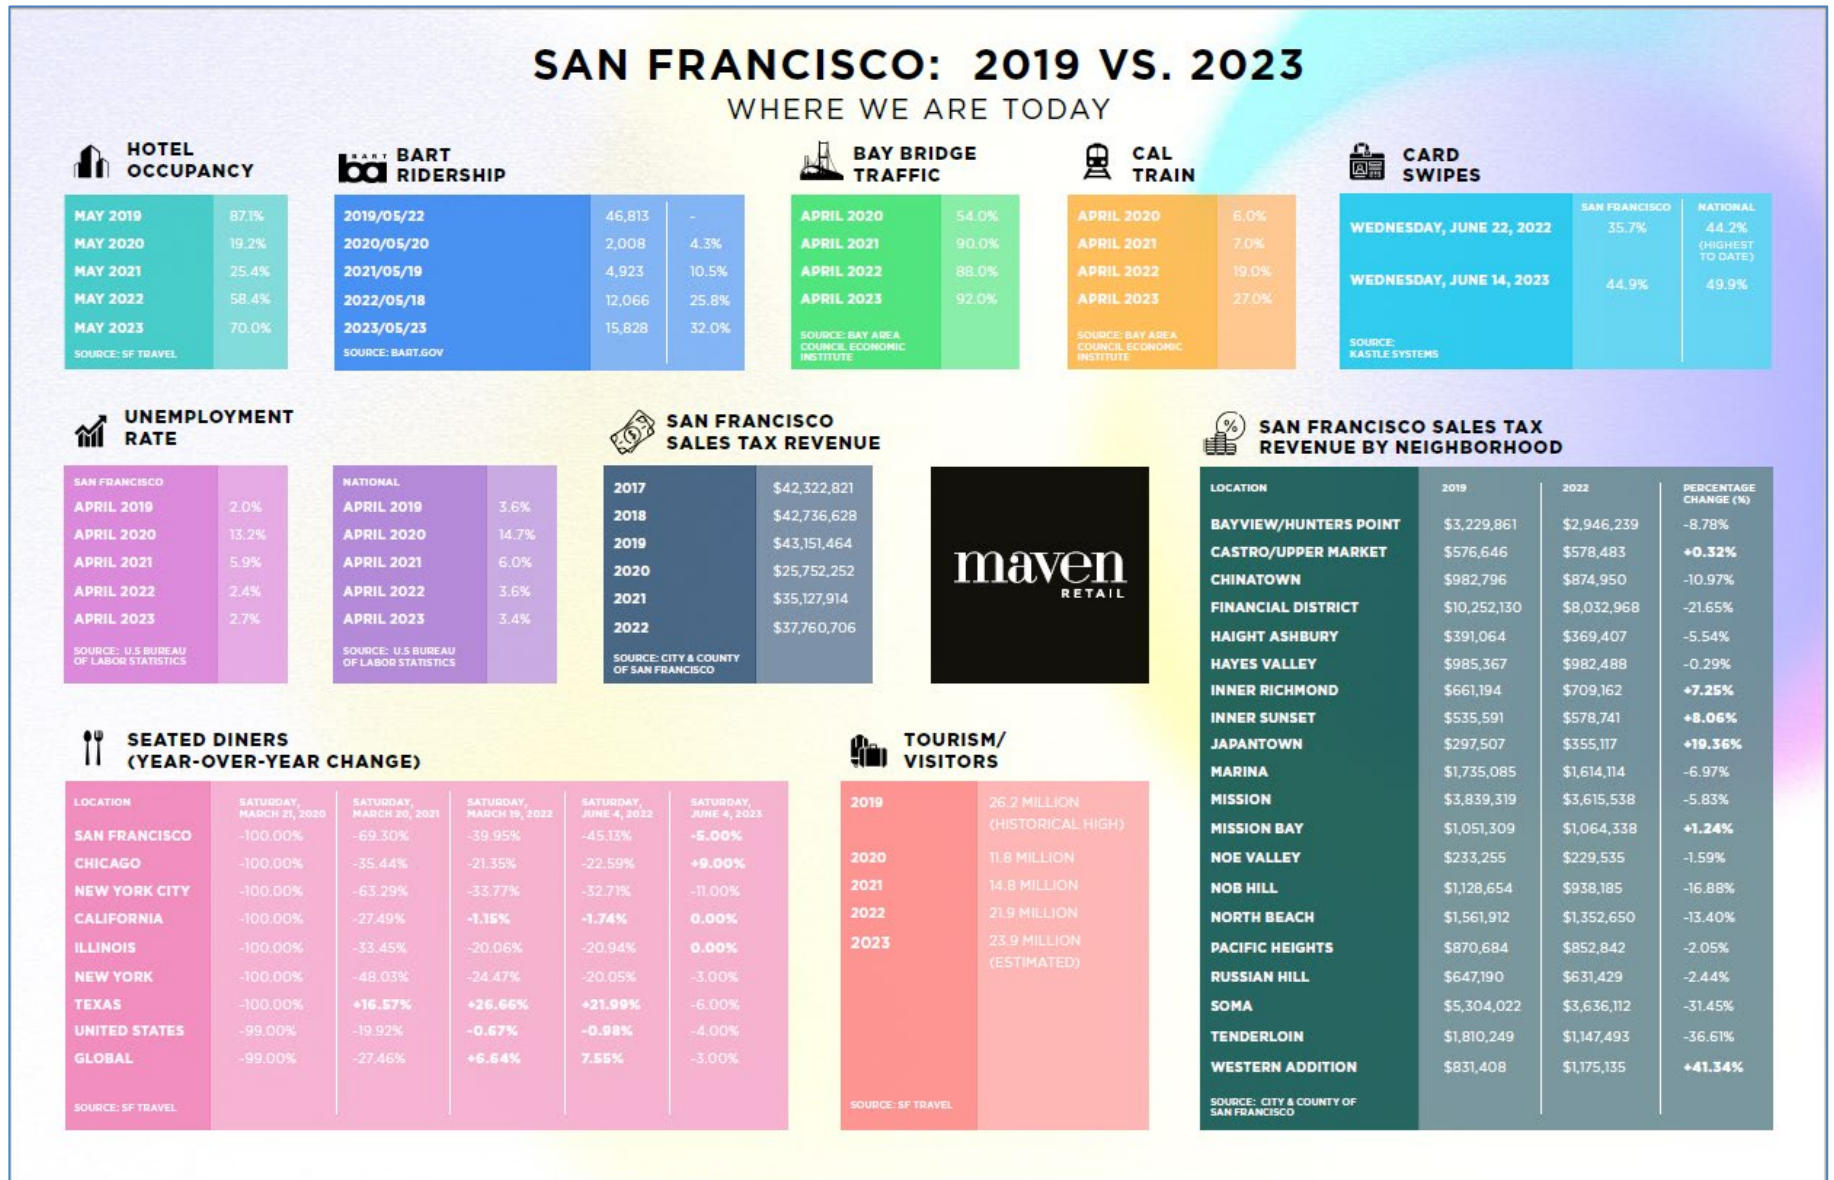 SAN FRANCISCO: 2019 VS. 2023
WHERE WE ARE TODAY
HOTEL
OCCUPANCY
MAY 2019 87.1%
MAY 2020 19.2%
MAY 2021 25.4%
MAY 2022 58.4%
MAY 2023 70.0%
SOURCE: SF TRAVEL
BART
ba
BART
RIDERSHIP
2019/05/22 46,813 -
2020/05/20 2,008 4.3%
2021/05/19 4,923 10.5%
2022/05/18 12,066 25.8%
2023/05/23 15,828 32.0%
SOURCE: BART.GOV
BAY BRIDGE
TRAFFIC
APRIL 2020 54.0%
APRIL 2021 90.0%
APRIL 2022 88.0%
APRIL 2023 92.0%
SOURCE: BAY AREA
COUNCIL ECONOMIC
INSTITUTE
CAL
TRAIN
APRIL 2020 6.0%
APRIL 2021 7.0%
APRIL 2022 19.0%
APRIL 2023 27.0%
SOURCE: BAY AREA
COUNCIL ECONOMIC
INSTITUTE
CARD
SWIPES
SAN FRANCISCO NATIONAL
WEDNESDAY, JUNE 22, 2022 35.7% 44.2%
(HIGHEST
TO DATE)
WEDNESDAY, JUNE 14, 2023 44.9% 49.9%
SOURCE:
KASTLE SYSTEMS
UNEMPLOYMENT
RATE
SAN FRANCISCO
APRIL 2019 2.0%
APRIL 2020 13.2%
APRIL 2021 5.9%
APRIL 2022 2.4%
APRIL 2023 2.7%
SOURCE: U.S BUREAU
OF LABOR STATISTICS
NATIONAL
APRIL 2019 3.6%
APRIL 2020 14.7%
APRIL 2021 6.0%
APRIL 2022 3.6%
APRIL 2023 3.4%
SOURCE: U.S BUREAU
OF LABOR STATISTICS
SAN FRANCISCO
SALES TAX REVENUE
2017 $42,322,821
2018 $42,736,628
2019 $43,151,464
2020 $25,752,252
2021 $35,127,914
2022 $37,760,706
SOURCE: CITY & COUNTY
OF SAN FRANCISCO
maven
RETAIL
%
SAN FRANCISCO SALES TAX
REVENUE BY NEIGHBORHOOD
LOCATION 2019 2022 PERCENTAGE
CHANGE (%)
BAYVIEW/HUNTERS POINT $3,229,861 $2,946,239 -8.78%
CASTRO/UPPER MARKET $576,646 $578,483 +0.32%
CHINATOWN $982,796 $874,950 -10.97%
FINANCIAL DISTRICT $10,252,130 $8,032,968 -21.65%
HAIGHT ASHBURY $391,064 $369,407 -5.54%
HAYES VALLEY $985,367 $982,488 -0.29%
INNER RICHMOND $661,194 $709,162 +7.25%
INNER SUNSET $535,591 $578,741 +8.06%
JAPANTOWN $297,507 $355,117 +19.36%
MARINA $1,735,085 $1,614,114 -6.97%
MISSION $3,839,319 $3,615,538 -5.83%
MISSION BAY $1,051,309 $1,064,338 +1.24%
NOE VALLEY $233,255 $229,535 -1.59%
NOB HILL $1,128,654 $938,185 -16.88%
NORTH BEACH $1,561,912 $1,352,650 -13.40%
PACIFIC HEIGHTS $870,684 $852,842 -2.05%
RUSSIAN HILL $647,190 $631,429 -2.44%
SOMA $5,304,022 $3,636,112 -31.45%
TENDERLOIN $1,810,249 $1,147,493 -36.61%
WESTERN ADDITION $831,408 $1,175,135 +41.34%
SOURCE: CITY & COUNTY OF
SAN FRANCISCO
SEATED DINERS
(YEAR-OVER-YEAR CHANGE)
LOCATION SATURDAY, SATURDAY, SATURDAY, SATURDAY, SATURDAY,
MARCH 21, 2020 MARCH 20, 2021 MARCH 19, 2022 JUNE 4, 2022 JUNE 4, 2023
SAN FRANCISCO -100.00% -69.30% -39.95% -45.13% -5.00%
CHICAGO -100.00% -35.44% -21.35% -22.59% +9.00%
NEW YORK CITY -100.00% -63.29% -33.77% -32.71% -11.00%
CALIFORNIA -100.00% -27.49% -1.15% -1.74% 0.00%
ILLINOIS -100.00% -33.45% -20.06% -20.94% 0.00%
NEW YORK -100.00% -48.03% -24.47% -20.05% -3.00%
TEXAS -100.00% +16.57% +26.66% +21.99% -6.00%
UNITED STATES -99.00% -19.92% -0.67% -0.98% -4.00%
GLOBAL -99.00% -27.46% +6.64% 7.55% -3.00%
SOURCE: SF TRAVEL
TOURISM/
VISITORS
2019 26.2 MILLION
(HISTORICAL HIGH)
2020 11.8 MILLION
2021 14.8 MILLION
2022 21.9 MILLION
2023 23.9 MILLION
(ESTIMATED)
SOURCE: SF TRAVEL